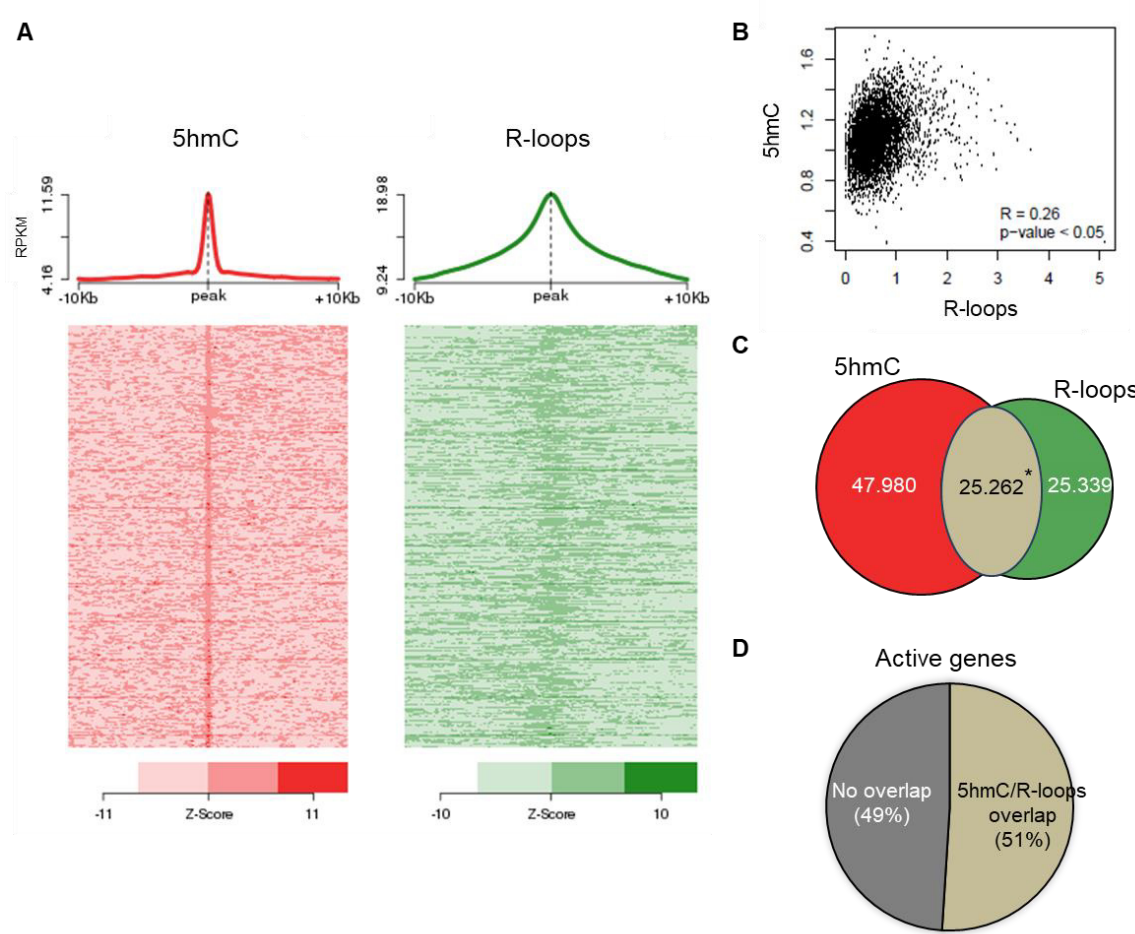 A
5hmC
R-loops
RPKM
11.59
4.16
-10Kb
peak
+10Kb
18.98
9.24
-10Kb
peak
+10Kb
-11
Z-Score
11
-10
Z-Score
10
B
5hmC
1.6
1.2
0.8
0.4
R = 0.26
p-value < 0.05
0 1 2 3 4 5
R-loops
C
5hmC
R-loops
47.980
25.262*
25.339
D
Active genes
No overlap
(49%)
5hmC/R-loops
overlap
(51%)